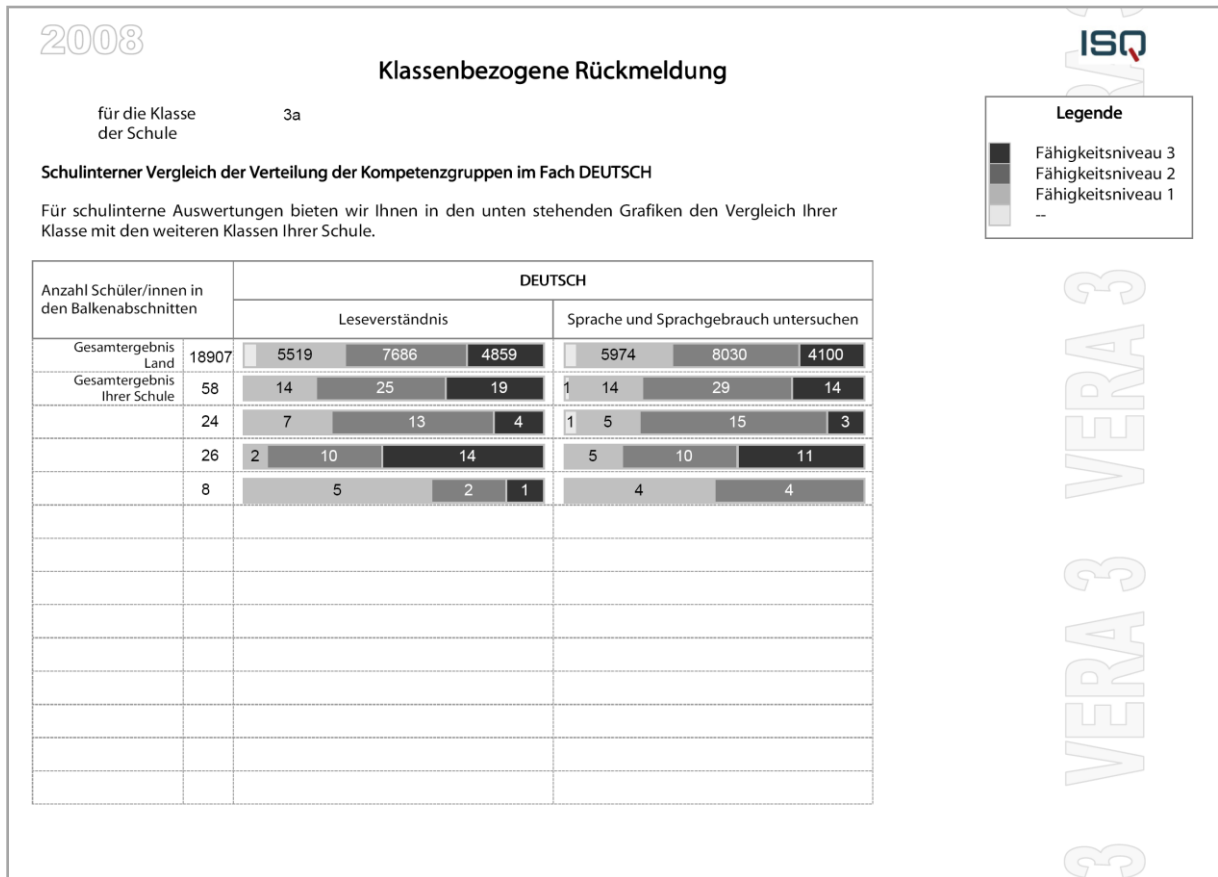 2008
ISQ
Klassenbezogene Rückmeldung
für die Klasse 3a
der Schule
Legende
Fähigkeitsniveau 3
Fähigkeitsniveau 2
Fähigkeitsniveau 1
--
Schulinterner Vergleich der Verteilung der Kompetenzgruppen im Fach DEUTSCH
Für schulinterne Auswertungen bieten wir Ihnen in den unten stehenden Grafiken den Vergleich Ihrer
Klasse mit den weiteren Klassen Ihrer Schule.
Anzahl Schüler/innen in
den Balkenabschnitten
DEUTSCH
Leseverständnis Sprache und Sprachgebrauch untersuchen
Gesamtergebnis
Land 18907 5519 7686 4859 5974 8030 4100
Gesamtergebnis
Ihrer Schule 58 14 25 19 1 14 29 14
24 7 13 4 1 5 15 3
26 2 10 14 5 10 11
8 5 2 1 4 4
VERA 3
VERA 3